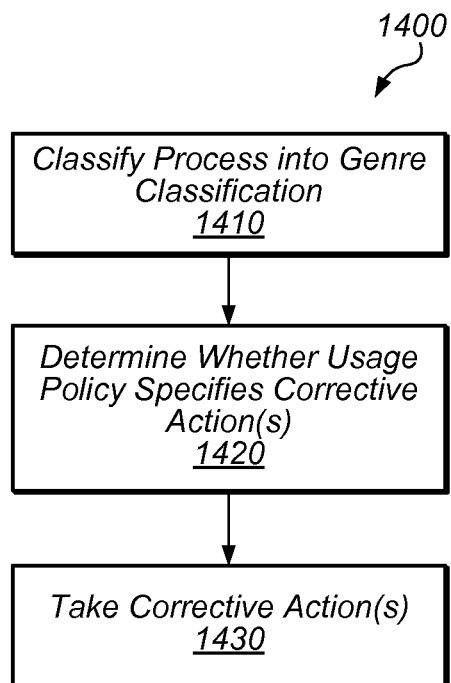 1400
Classify Process into Genre
Classification
1410
Determine Whether Usage
Policy Specifies Corrective
Action(s)
1420
Take Corrective Action(s)
1430